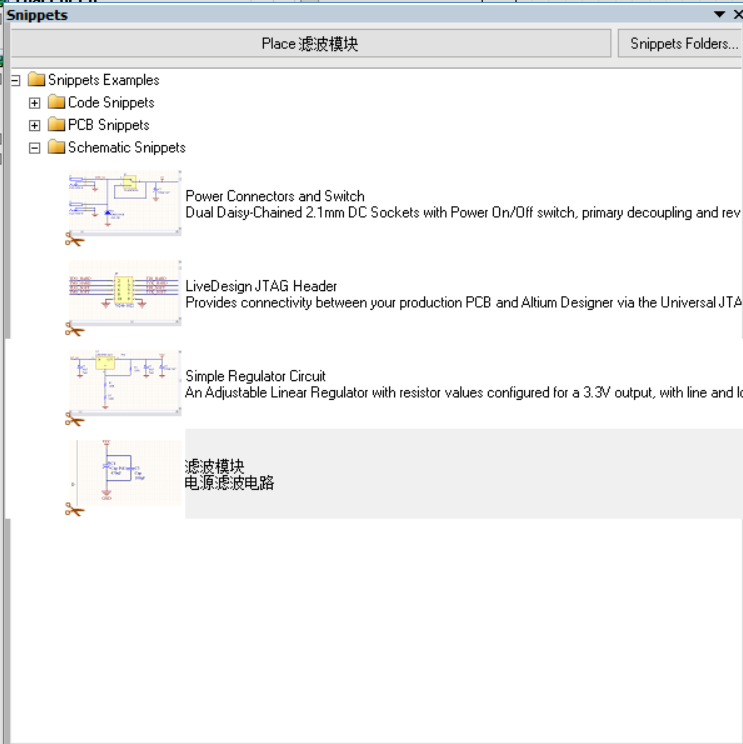 Snippets
Place 滤波模块
Snippets Folders...
Snippets Examples
Code Snippets
PCB Snippets
Schematic Snippets
Power Connectors and Switch
Dual Daisy-Chained 2.1mm DC Sockets with Power On/Off switch, primary decoupling and rev
LiveDesign JTAG Header
Provides connectivity between your production PCB and Altium Designer via the Universal JTA
Simple Regulator Circuit
An Adjustable Linear Regulator with resistor values configured for a 3.3V output, with line and lo
滤波模块
电源滤波电路